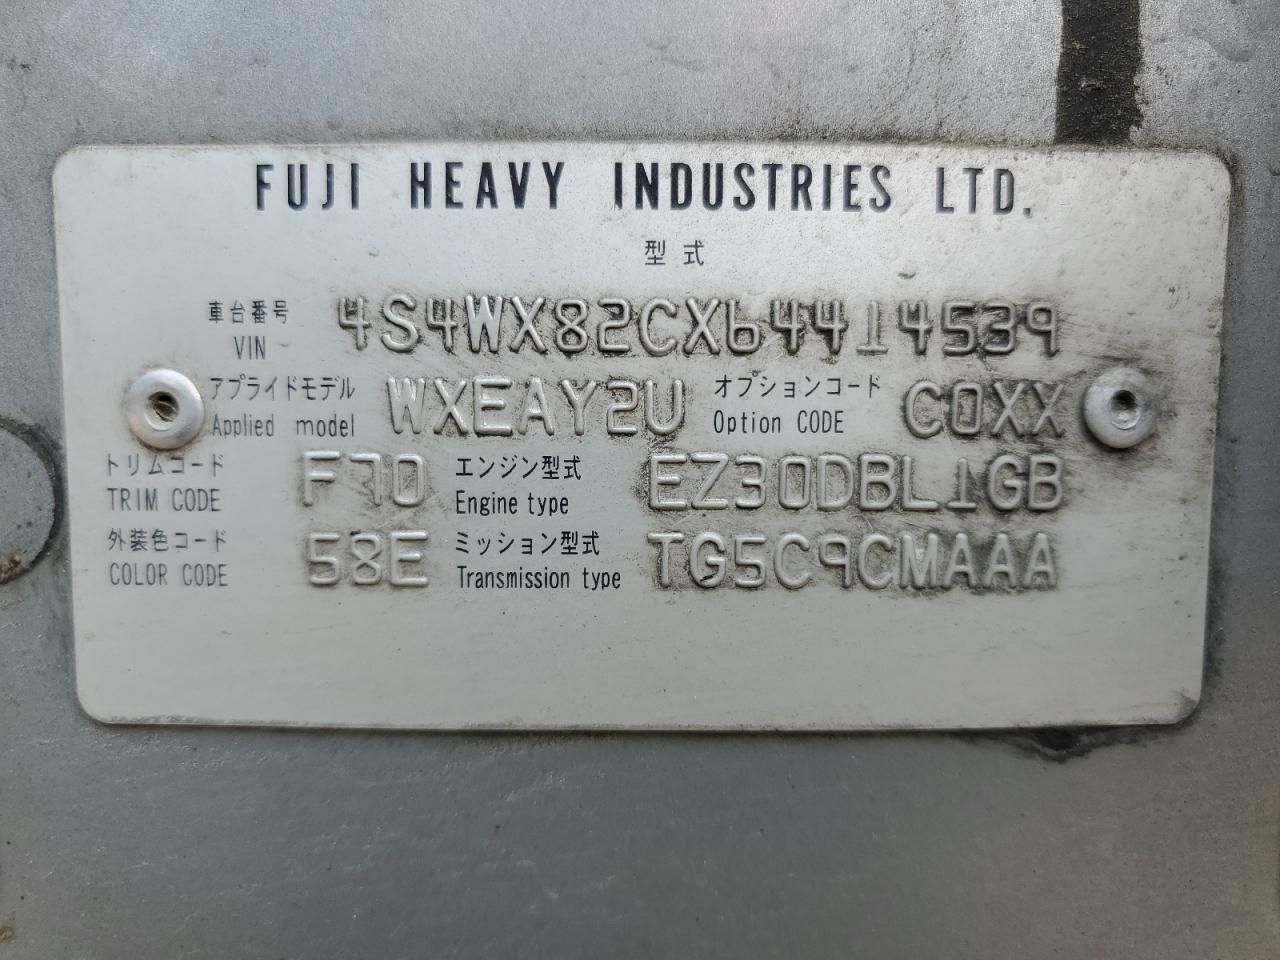 FUJI HEAVY INDUSTRIES LTD.
型式
車台番号
VIN 4S4WX82CX64414539
アプライドモデル オプションコード
Applied model WXEAY2U Option CODE C0XX
トリムコード エンジン型式
TRIM CODE F70 Engine type EZ30DBL1GB
外装色コード ミッション型式
COLOR CODE 58E Transmission type TG5C9CMAAA